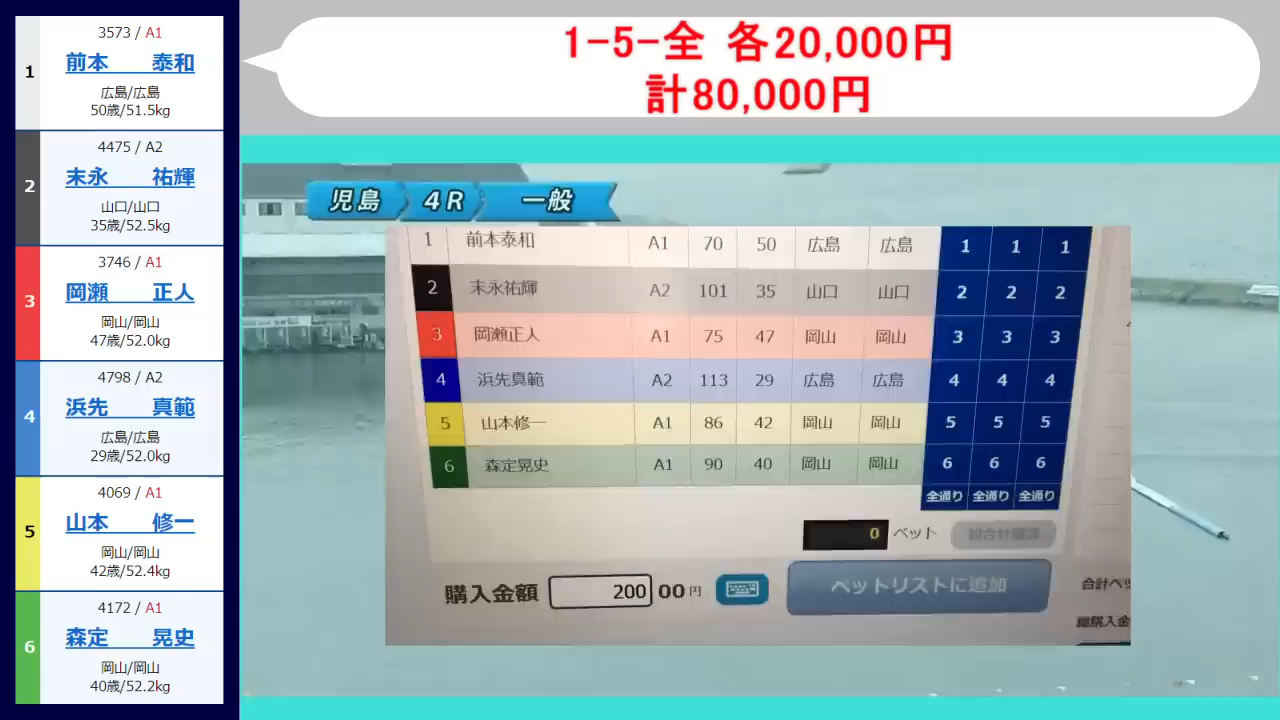 1-5-全 各20,000円
計80,000円
1
3573 / A1
前本 泰和
広島/広島
50歳/51.5kg
2
4475 / A2
末永 祐輝
山口/山口
35歳/52.5kg
3
3746 / A1
岡瀬 正人
岡山/岡山
47歳/52.0kg
4
4798 / A2
浜先 真範
広島/広島
29歳/52.0kg
5
4069 / A1
山本 修一
岡山/岡山
42歳/52.4kg
6
4172 / A1
森定 晃史
岡山/岡山
40歳/52.2kg
児島 4R 一般
1 前本泰和 A1 70 50 広島 広島 1 1 1
2 末永祐輝 A2 101 35 山口 山口 2 2 2
3 岡瀬正人 A1 75 47 岡山 岡山 3 3 3
4 浜先真範 A2 113 29 広島 広島 4 4 4
5 山本修一 A1 86 42 岡山 岡山 5 5 5
6 森定晃史 A1 90 40 岡山 岡山 6 6 6
全通り 全通り 全通り
0 ベット 組合せ確認
購入金額 200 00円 ベットリストに追加
合計ベッ
総購入金